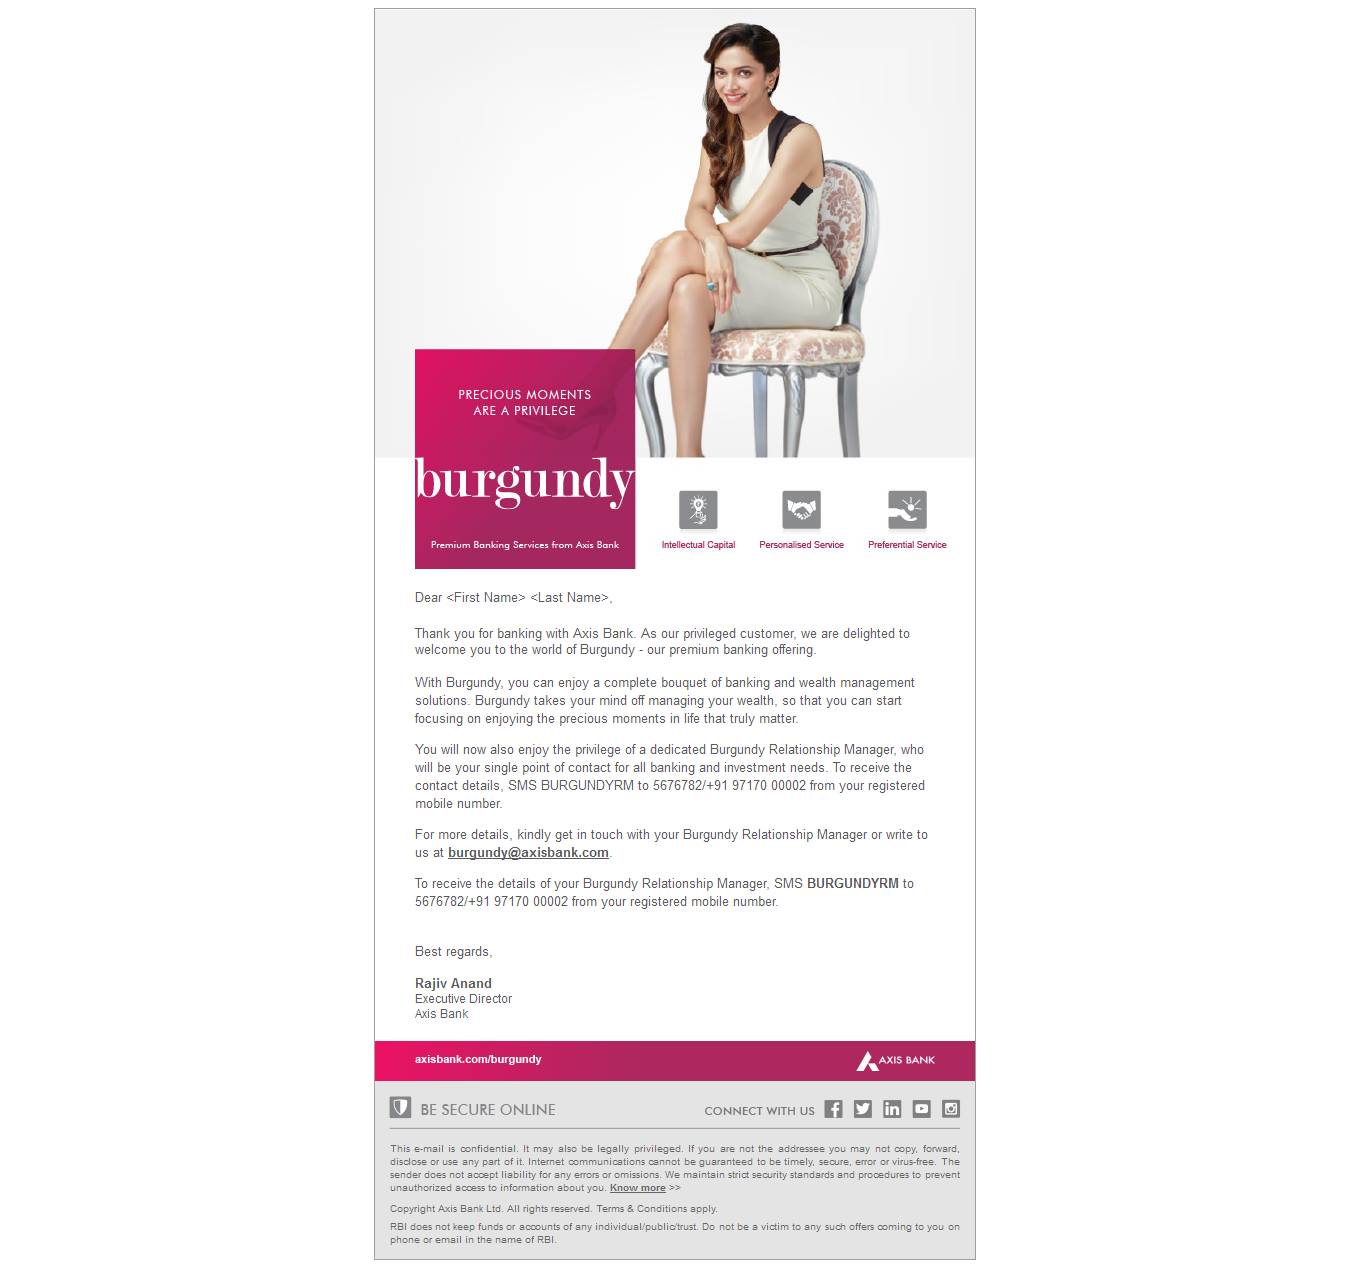 PRECIOUS MOMENTS
ARE A PRIVILEGE
burgundy
Premium Banking Services from Axis Bank
Intellectual Capital
Personalised Service
Preferential Service
Dear <First Name> <Last Name>,
Thank you for banking with Axis Bank. As our privileged customer, we are delighted to
welcome you to the world of Burgundy - our premium banking offering.
With Burgundy, you can enjoy a complete bouquet of banking and wealth management
solutions. Burgundy takes your mind off managing your wealth, so that you can start
focusing on enjoying the precious moments in life that truly matter.
You will now also enjoy the privilege of a dedicated Burgundy Relationship Manager, who
will be your single point of contact for all banking and investment needs. To receive the
contact details, SMS BURGUNDYRM to 5676782/+91 97170 00002 from your registered
mobile number.
For more details, kindly get in touch with your Burgundy Relationship Manager or write to
us at burgundy@axisbank.com.
To receive the details of your Burgundy Relationship Manager, SMS BURGUNDYRM to
5676782/+91 97170 00002 from your registered mobile number.
Best regards,
Rajiv Anand
Executive Director
Axis Bank
axisbank.com/burgundy
AXIS BANK
BE SECURE ONLINE
CONNECT WITH US
This e-mail is confidential. It may also be legally privileged. If you are not the addressee you may not copy, forward,
disclose or use any part of it. Internet communications cannot be guaranteed to be timely, secure, error or virus-free. The
sender does not accept liability for any errors or omissions. We maintain strict security standards and procedures to prevent
unauthorized access to information about you. Know more >>
Copyright Axis Bank Ltd. All rights reserved. Terms & Conditions apply.
RBI does not keep funds or accounts of any individual/public/trust. Do not be a victim to any such offers coming to you on
phone or email in the name of RBI.